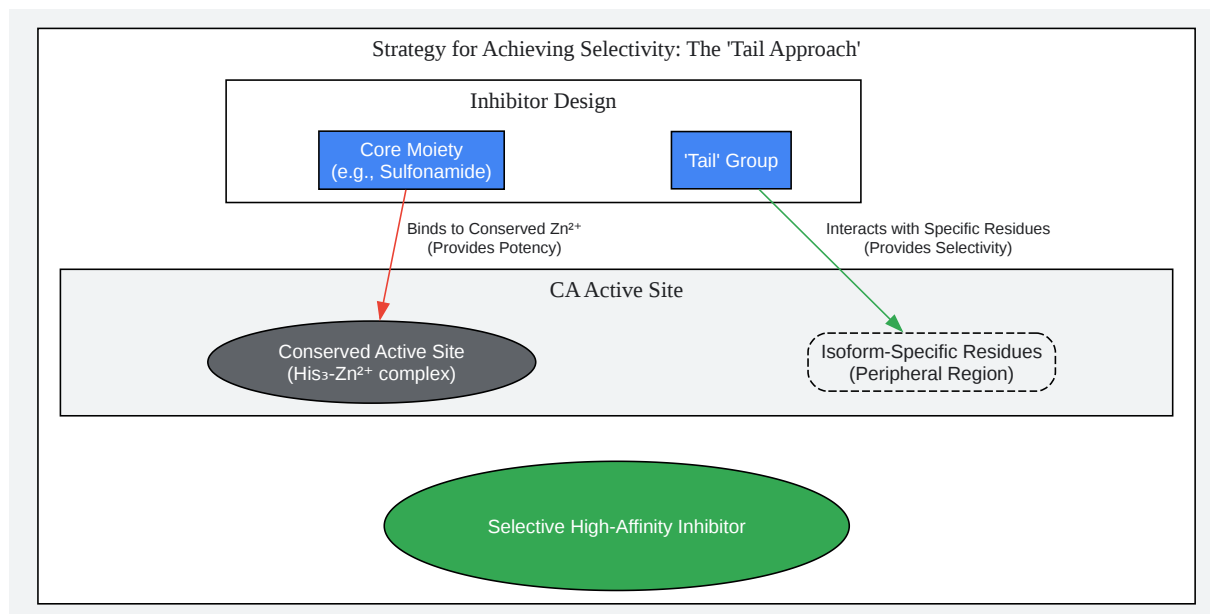 Strategy for Achieving Selectivity: The 'Tail Approach'
Inhibitor Design
Core Moiety
(e.g., Sulfonamide)
'Tail' Group
Binds to Conserved Zn²⁺
(Provides Potency)
Interacts with Specific Residues
(Provides Selectivity)
CA Active Site
Conserved Active Site
(His₃-Zn²⁺ complex)
Isoform-Specific Residues
(Peripheral Region)
Selective High-Affinity Inhibitor